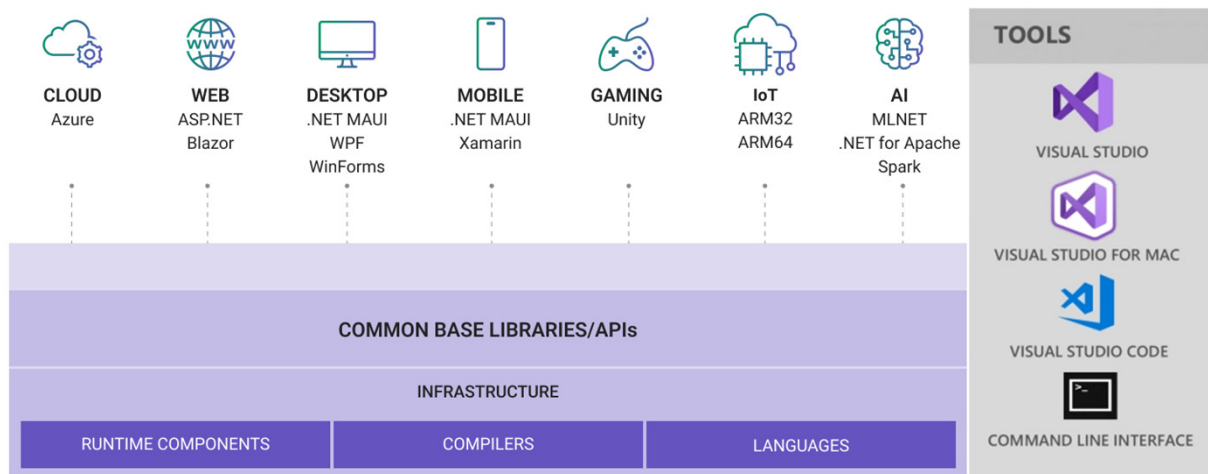 WWW
CLOUD
Azure
WEB
ASP.NET
Blazor
DESKTOP
.NET MAUI
WPF
WinForms
MOBILE
.NET MAUI
Xamarin
GAMING
Unity
IoT
ARM32
ARM64
AI
MLNET
.NET for Apache
Spark
COMMON BASE LIBRARIES/APIs
INFRASTRUCTURE
RUNTIME COMPONENTS
COMPILERS
LANGUAGES
TOOLS
VISUAL STUDIO
VISUAL STUDIO FOR MAC
VISUAL STUDIO CODE
>_
COMMAND LINE INTERFACE